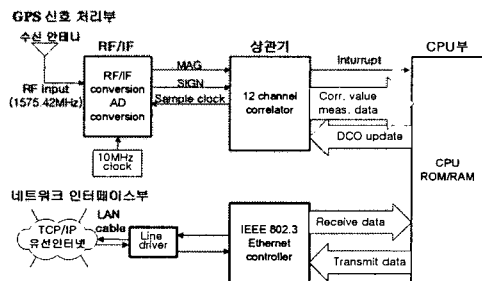 GPS 신호 처리부
수신 안테나
RF/IF
상관기
CPU부
RF input
(1575.42MHz)
RF/IF
conversion
AD
conversion
MAG
SIGN
Sample clock
12 channel
correlator
Inturrupt
Corr. value
meas. data
DCO update
10MHz
clock
CPU
ROM/RAM
네트워크 인터페이스부
LAN
cable
TCP/IP
유선인터넷
Line
driver
IEEE 802.3
Ethernet
controller
Receive data
Transmit data